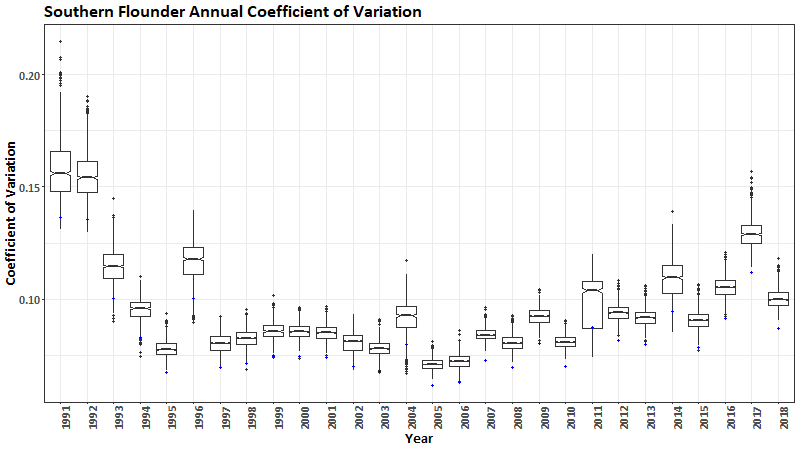 Southern Flounder Annual Coefficient of Variation
Coefficient of Variation
0.20
0.15
0.10
1991 1992 1993 1994 1995 1996 1997 1998 1999 2000 2001 2002 2003 2004 2005 2006 2007 2008 2009 2010 2011 2012 2013 2014 2015 2016 2017 2018
Year